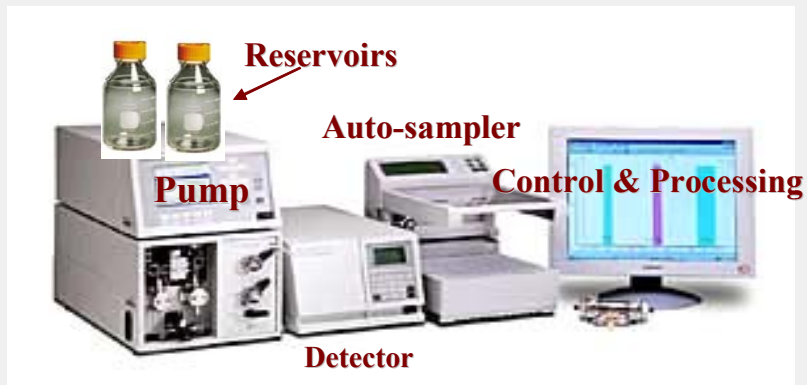 Reservoirs
Auto-sampler
Pump
Control & Processing
Detector